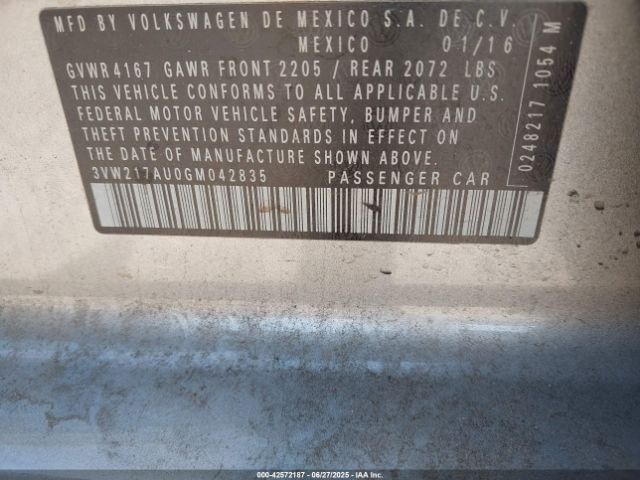 MFD BY VOLKSWAGEN DE MEXICO S.A. DE C.V.
MEXICO 01/16
GVWR 4167 GAWR FRONT 2205 / REAR 2072 LBS
THIS VEHICLE CONFORMS TO ALL APPLICABLE U.S.
FEDERAL MOTOR VEHICLE SAFETY, BUMPER AND
THEFT PREVENTION STANDARDS IN EFFECT ON
THE DATE OF MANUFACTURE SHOWN ABOVE.
3VW217AU0GM042835 PASSENGER CAR
0248217 1054 M
000-42572187 - 06/27/2025 - IAA Inc.